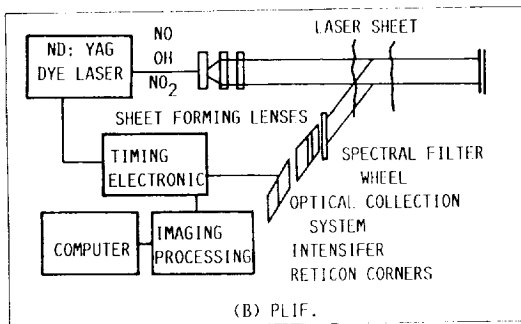 ND: YAG
DYE LASER
NO
OH
NO2
LASER SHEET
SHEET FORMING LENSES
TIMING
ELECTRONIC
SPECTRAL FILTER
WHEEL
OPTICAL COLLECTION
SYSTEM
INTENSIFER
RETICON CORNERS
COMPUTER
IMAGING
PROCESSING
(B) PLIF.